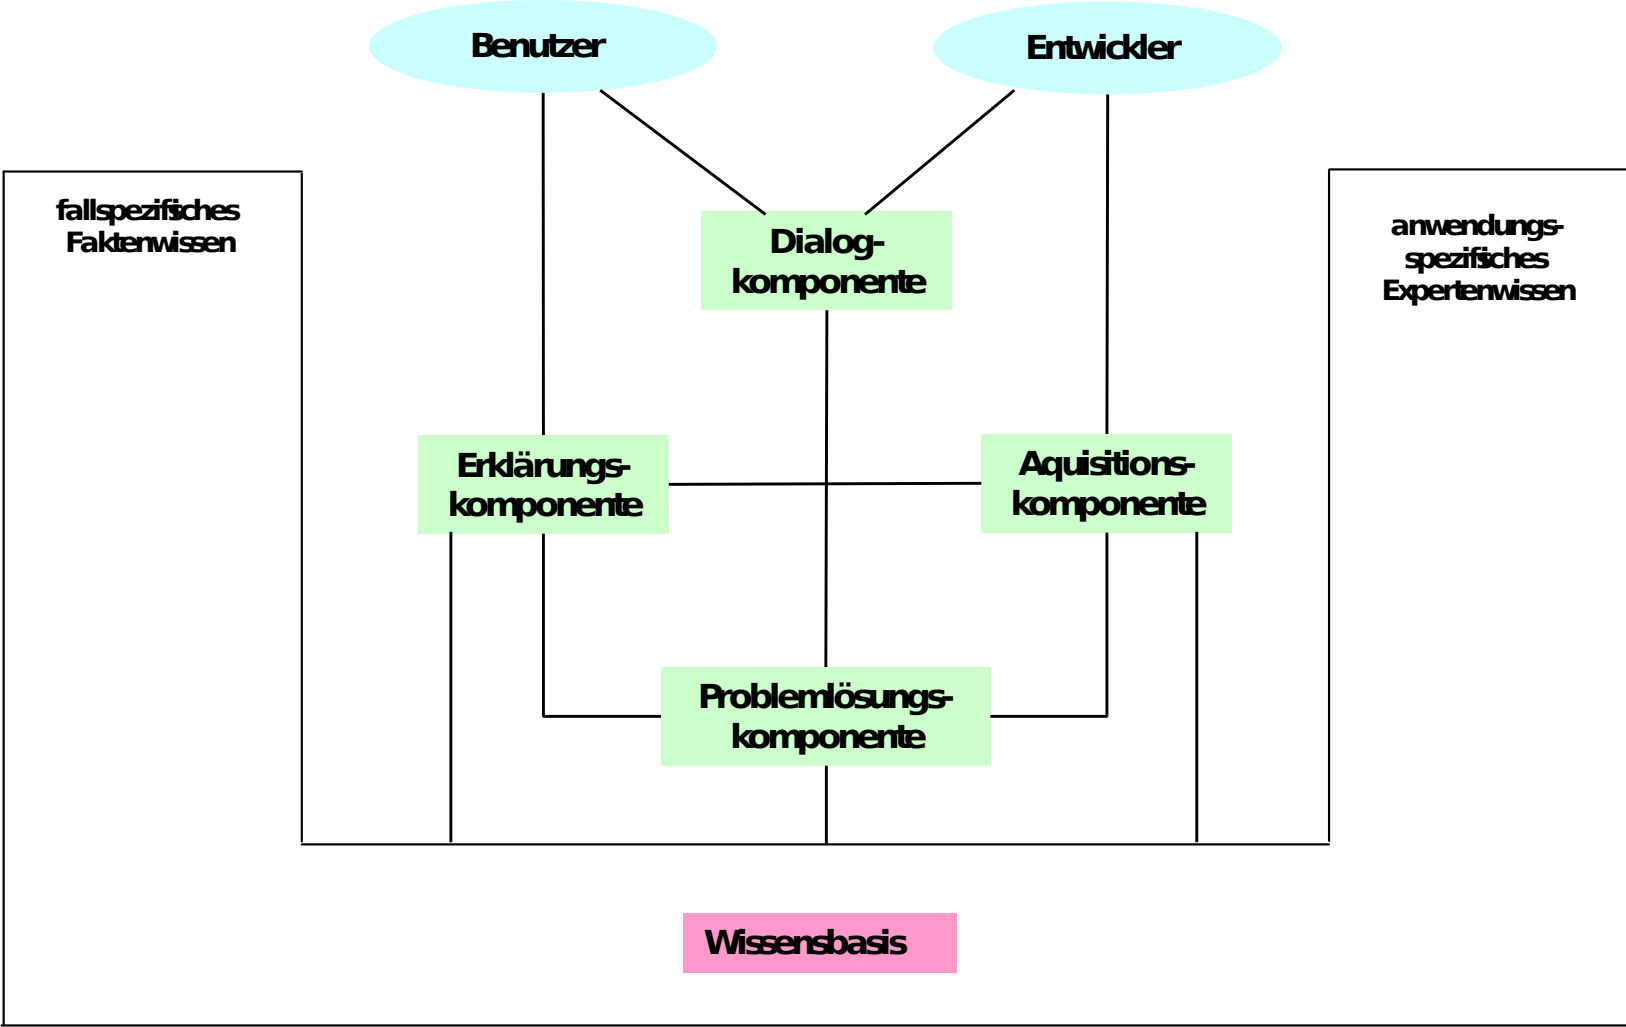 Benutzer
Entwickler
fallspezifisches
Faktenwissen
Dialog-
komponente
anwendungs-
spezifisches
Expertenwissen
Erklärungs-
komponente
Aquisitions-
komponente
Problemlösungs-
komponente
Wissensbasis